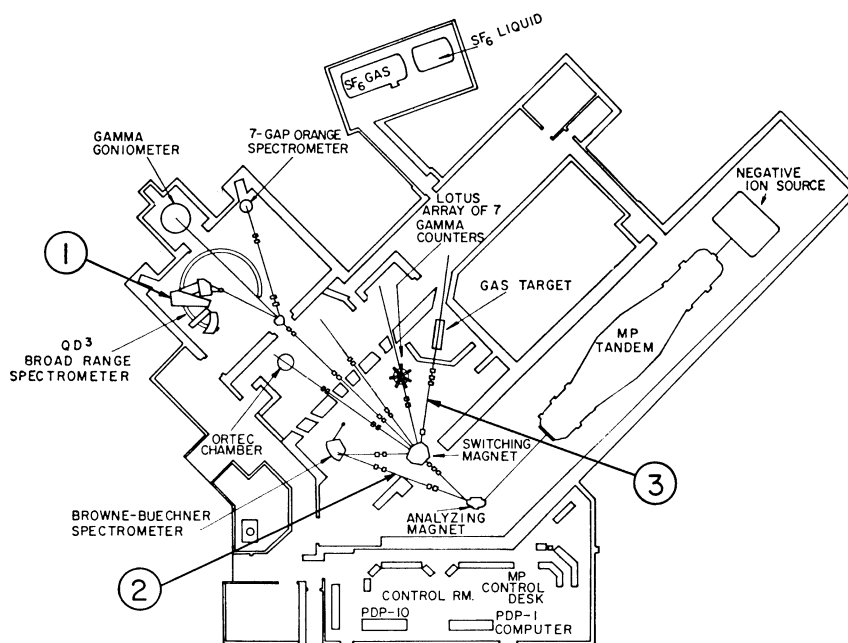 SF6 LIQUID
SF6 GAS
GAMMA
GONIOMETER
7-GAP ORANGE
SPECTROMETER
NEGATIVE
ION SOURCE
LOTUS
ARRAY OF 7
GAMMA
COUNTERS
1
GAS TARGET
MP
TANDEM
QD3
BROAD RANGE
SPECTROMETER
ORTEC
CHAMBER
SWITCHING
MAGNET
3
BROWNE-BUECHNER
SPECTROMETER
ANALYZING
MAGNET
2
CONTROL RM.
MP
CONTROL
DESK
PDP-10
PDP-1
COMPUTER